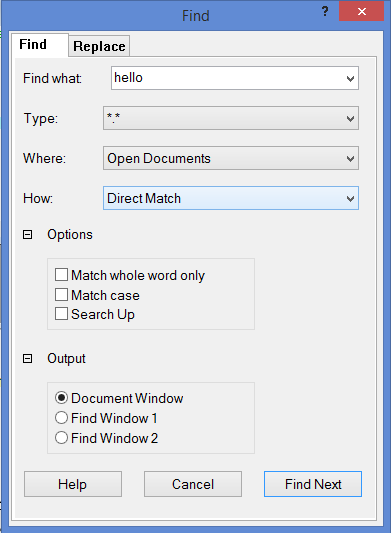 Find
?
Find Replace
Find what: hello
Type: *.*
Where: Open Documents
How: Direct Match
Options
Match whole word only
Match case
Search Up
Output
Document Window
Find Window 1
Find Window 2
Help Cancel Find Next